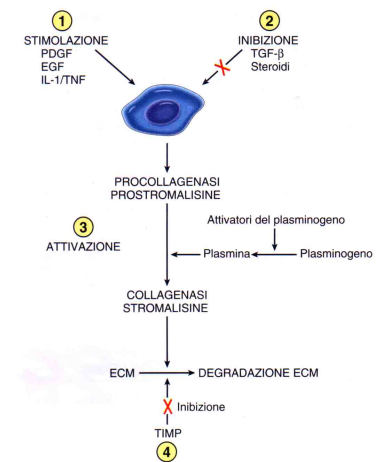 1
STIMOLAZIONE
PDGF
EGF
IL-1/TNF
2
INIBIZIONE
TGF-β
Steroidi
PROCOLLAGENASI
PROSTROMALISINE
3
ATTIVAZIONE
Attivatori del plasminogeno
Plasmina
Plasminogeno
COLLAGENASI
STROMALISINE
ECM
DEGRADAZIONE ECM
Inibizione
TIMP
4